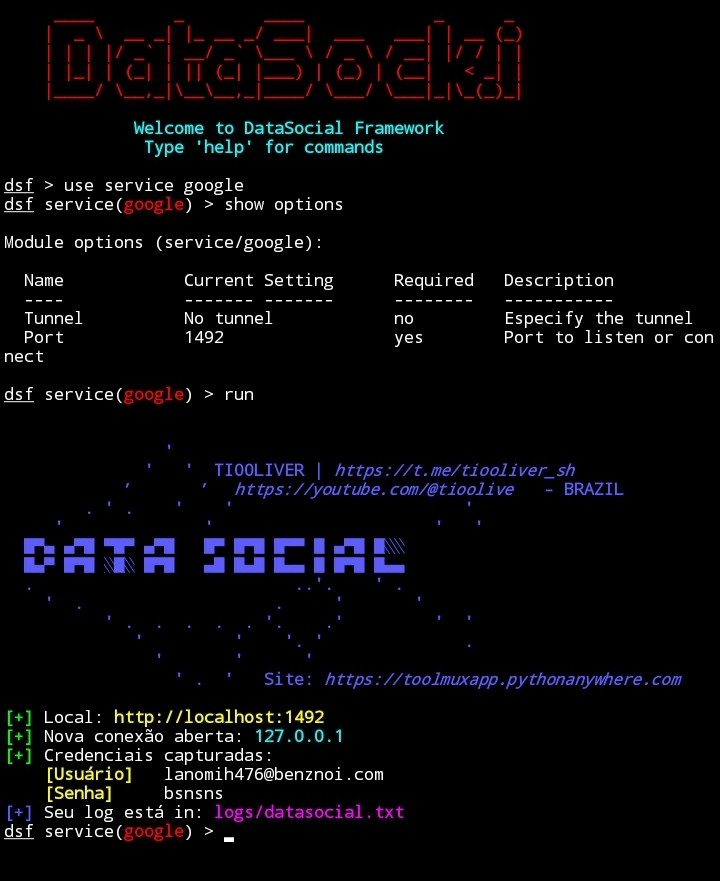 DataSocki
Welcome to DataSocial Framework
Type 'help' for commands
dsf > use service google
dsf service(google) > show options
Module options (service/google):
Name Current Setting Required Description
---- ------- ------- -------- -----------
Tunnel No tunnel no Especify the tunnel
Port 1492 yes Port to listen or con
nect
dsf service(google) > run
TIOOLIVER | https://t.me/tiooliver_sh
https://youtube.com/@tioolive - BRAZIL
DATA SOCIAL
Site: https://toolmuxapp.pythonanywhere.com
[+] Local: http://localhost:1492
[+] Nova conexão aberta: 127.0.0.1
[+] Credenciais capturadas:
[Usuário] lanomih476@benznoi.com
[Senha] bsnsns
[+] Seu log está in: logs/datasocial.txt
dsf service(google) > _